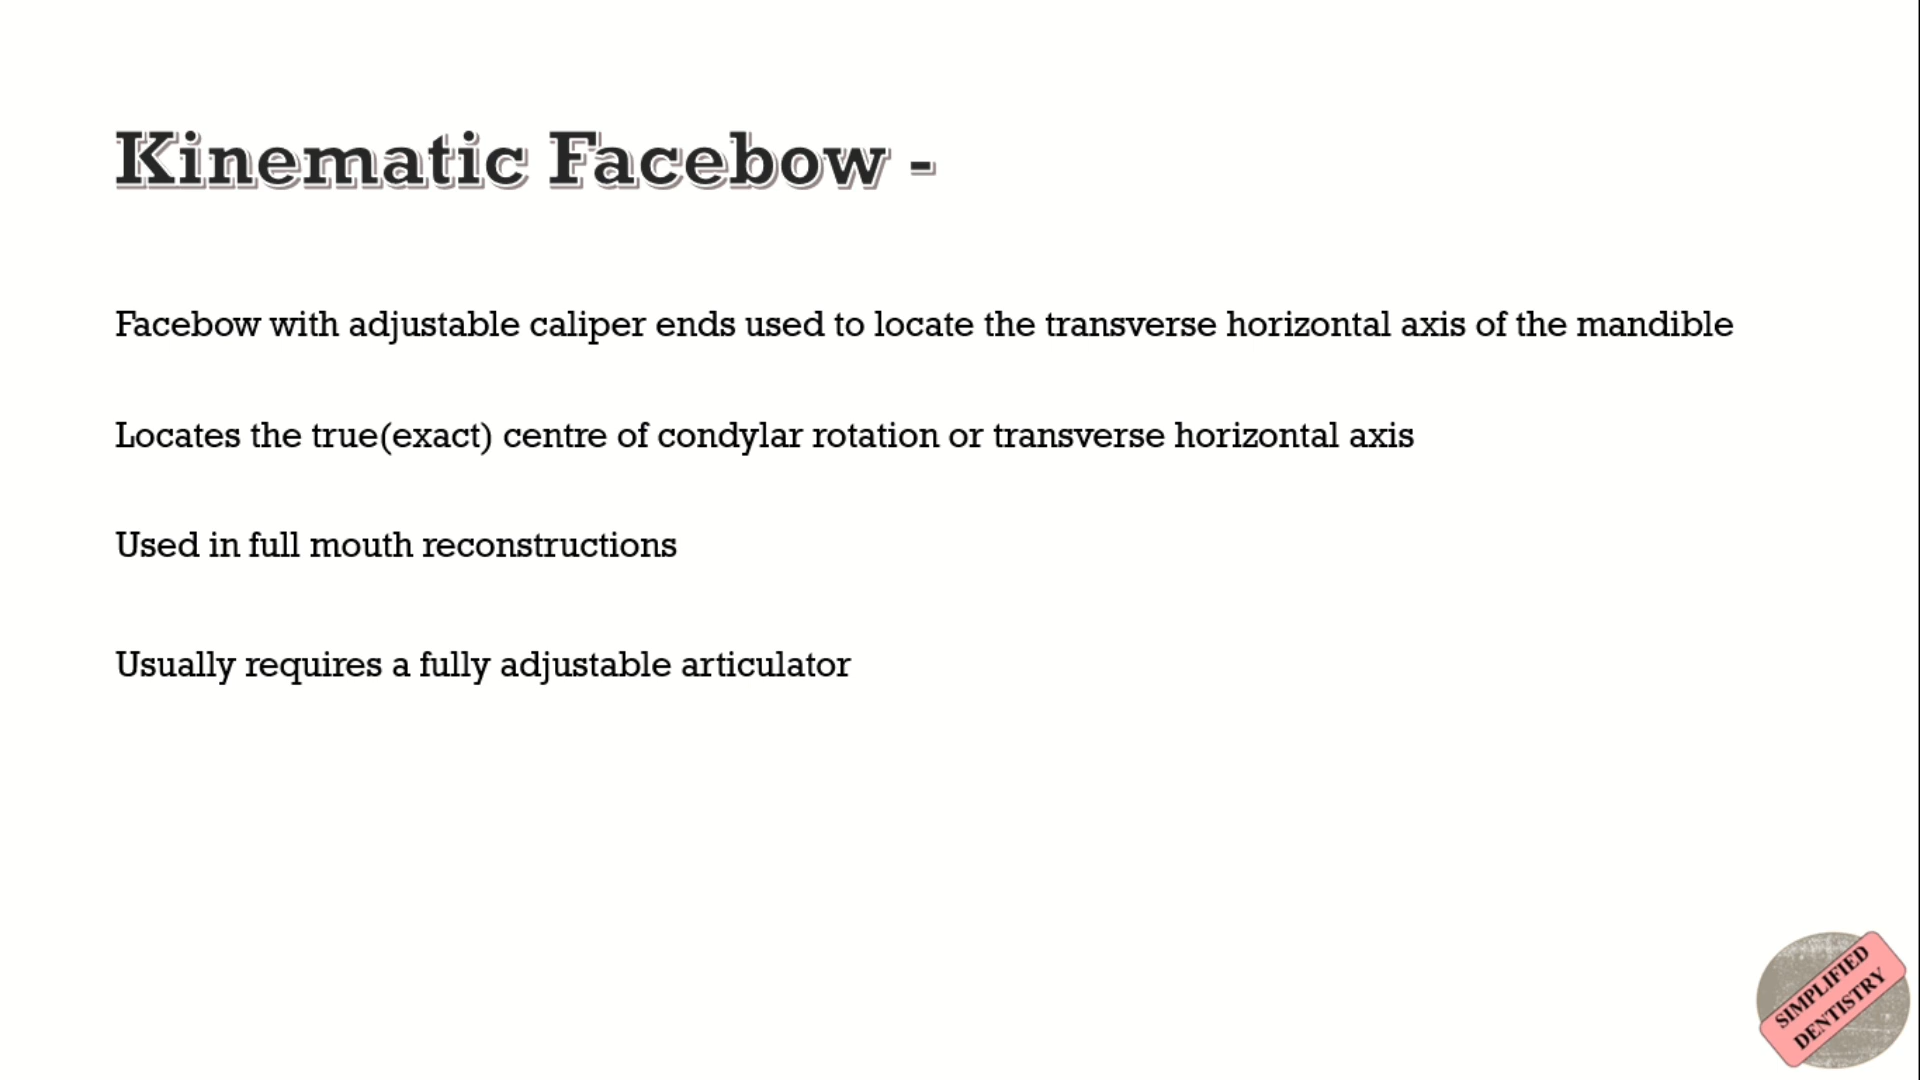 Kinematic Facebow -
Facebow with adjustable caliper ends used to locate the transverse horizontal axis of the mandible
Locates the true(exact) centre of condylar rotation or transverse horizontal axis
Used in full mouth reconstructions
Usually requires a fully adjustable articulator
SIMPLIFIED
DENTISTRY